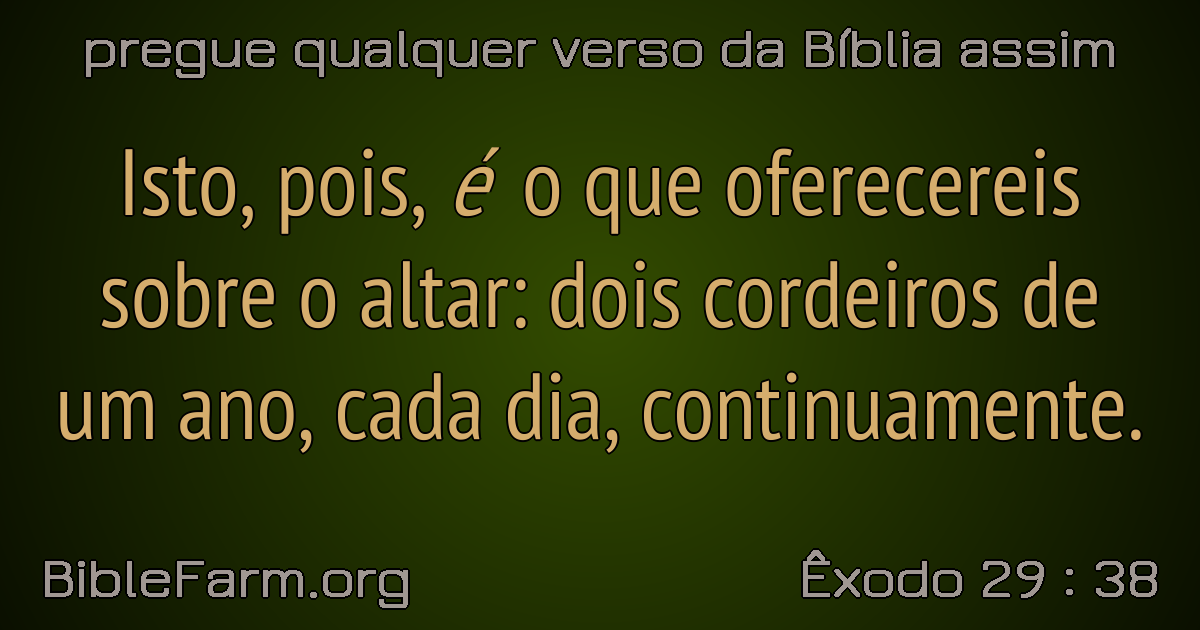 pregue qualquer verso da Bíblia assim
Isto, pois, é o que oferecereis
sobre o altar: dois cordeiros de
um ano, cada dia, continuamente.
BibleFarm.org
Êxodo 29 : 38